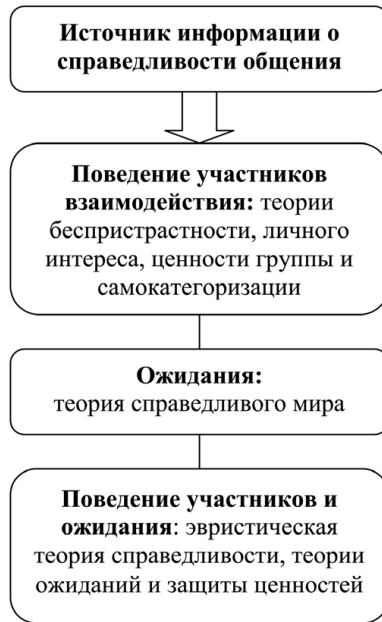 Источник информации о
справедливости общения
Поведение участников
взаимодействия: теории
беспристрастности, личного
интереса, ценности группы и
самокатегоризации
Ожидания:
теория справедливого мира
Поведение участников и
ожидания: эвристическая
теория справедливости, теории
ожиданий и защиты ценностей